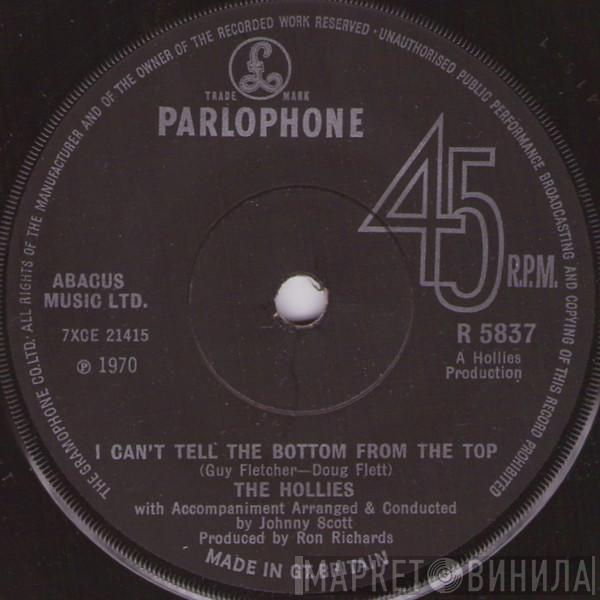 THE GRAMOPHONE CO. LTD. ALL RIGHTS OF THE MANUFACTURER AND OF THE OWNER OF THE RECORDED WORK RESERVED · UNAUTHORISED PUBLIC PERFORMANCE BROADCASTING AND COPYING OF THIS RECORD PROHIBITED
£
TRADE MARK
PARLOPHONE
45 R.P.M.
ABACUS
MUSIC LTD.
7XCE 21415
℗ 1970
R 5837
A Hollies
Production
I CAN'T TELL THE BOTTOM FROM THE TOP
(Guy Fletcher—Doug Flett)
THE HOLLIES
with Accompaniment Arranged & Conducted
by Johnny Scott
Produced by Ron Richards
MADE IN GT. BRITAIN
МАРКЕТ ВИНИЛА